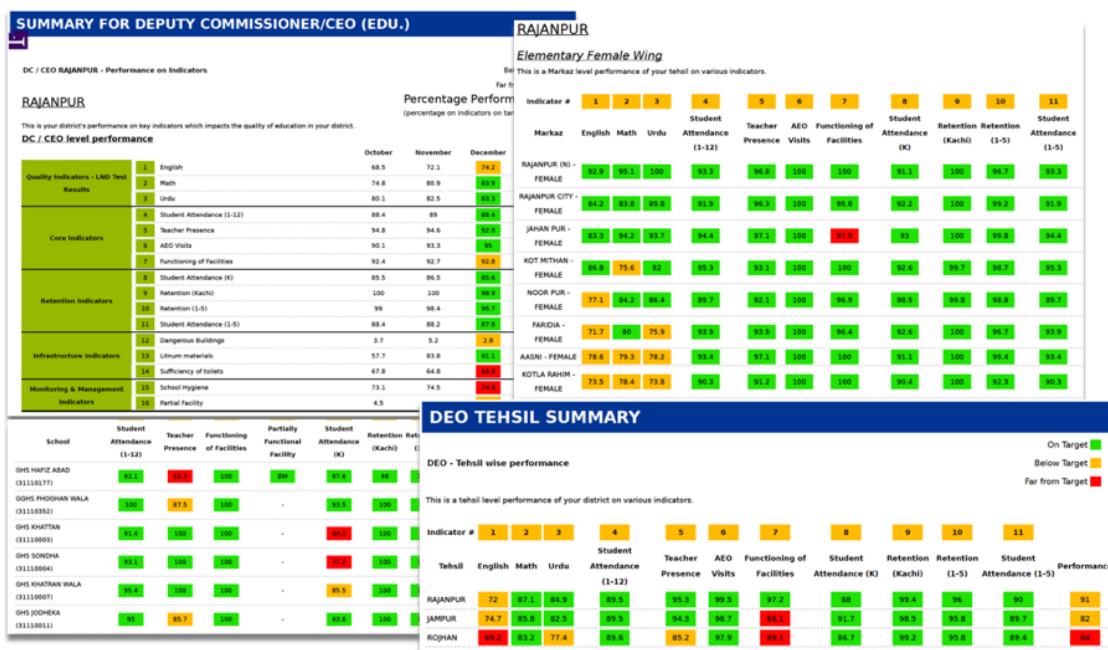 SUMMARY FOR DEPUTY COMMISSIONER/CEO (EDU.)
DC / CEO RAJANPUR - Performance on Indicators
Far
RAJANPUR
Percentage Perform
(percentage on indicators on tar
This is your district's performance on key indicators which impacts the quality of education in your district.
DC / CEO level performance
October November December
Quality Indicators - LND Test Results
1 English 68.5 72.1 74.2
2 Math 74.8 80.9 83.9
3 Urdu 80.1 82.5 83.3
Core Indicators
4 Student Attendance (1-12) 88.4 89 88.4
5 Teacher Presence 94.8 94.6 92.9
6 AEO Visits 90.1 93.3 95
7 Functioning of Facilities 92.4 92.7 92.8
Retention Indicators
8 Student Attendance (K) 85.5 86.5 85.6
9 Retention (Kachi) 100 100 98.9
10 Retention (1-5) 99 98.4 96.7
11 Student Attendance (1-5) 88.4 88.2 87.8
Infrastructure Indicators
12 Dangerous Buildings 3.7 5.2 2.8
13 Litnum materials 57.7 83.8 91.1
14 Sufficiency of toilets 67.8 64.8
Monitoring & Management Indicators
15 School Hygiene 73.1 74.5
16 Partial Facility 4.5
RAJANPUR
Elementary Female Wing
This is a Markaz level performance of your tehsil on various indicators.
Indicator # 1 2 3 4 5 6 7 8 9 10 11
Markaz English Math Urdu Student Attendance (1-12) Teacher Presence AEO Visits Functioning of Facilities Student Attendance (K) Retention (Kachi) Retention (1-5) Student Attendance (1-5)
RAJANPUR (N) - FEMALE 92.9 95.1 100 93.3 96.8 100 100 91.1 100 96.7 93.3
RAJANPUR CITY - FEMALE 84.2 83.8 89.8 91.9 96.3 100 95.8 92.2 100 99.2 91.9
JAHAN PUR - FEMALE 83.3 94.2 93.7 94.4 97.1 100 87.5 93 100 99.8 94.4
KOT MITHAN - FEMALE 86.8 75.6 82 95.3 93.1 100 100 92.6 99.7 98.7 95.3
NOOR PUR - FEMALE 77.1 84.2 86.4 89.7 92.1 100 96.9 88.5 99.8 98.8 89.7
FARIDIA - FEMALE 71.7 80 75.9 93.9 93.9 100 96.4 92.6 100 96.7 93.9
AASNI - FEMALE 78.6 79.3 78.2 93.4 97.1 100 100 91.1 100 99.4 93.4
KOTLA RAHIM - FEMALE 73.5 78.4 73.8 90.3 91.2 100 100 90.4 100 92.3 90.3
School Student Attendance (1-12) Teacher Presence Functioning of Facilities Partially Functional Facility Student Attendance (K) Retention (Kachi)
GHS HAFIZ ABAD (31110177) 93.1 100 BW 97.6 98
GGHS PHOGHAN WALA (31110352) 100 87.5 100 - 93.5 100
GHS KHATTAN (31110003) 91.4 100 100 - 100
GHS SONDHA (31110004) 93.1 100 100 - 100
GHS KHATRAN WALA (31110007) 95.4 100 100 - 85.5 100
GHS JODHEKA (31110011) 95 85.7 100 - 93.8 100
DEO TEHSIL SUMMARY
On Target
DEO - Tehsil wise performance
Below Target
Far from Target
This is a tehsil level performance of your district on various indicators.
Indicator # 1 2 3 4 5 6 7 8 9 10 11
Tehsil English Math Urdu Student Attendance (1-12) Teacher Presence AEO Visits Functioning of Facilities Student Attendance (K) Retention (Kachi) Retention (1-5) Student Attendance (1-5) Performance
RAJANPUR 72 87.1 84.9 89.5 95.3 99.5 97.2 88 99.4 96 90 91
JAMPUR 74.7 85.8 82.5 89.5 94.3 98.7 86.1 91.7 98.5 95.8 89.7 82
ROJHAN 69.2 83.2 77.4 89.6 85.2 97.9 89.1 86.7 99.2 95.8 89.4 64